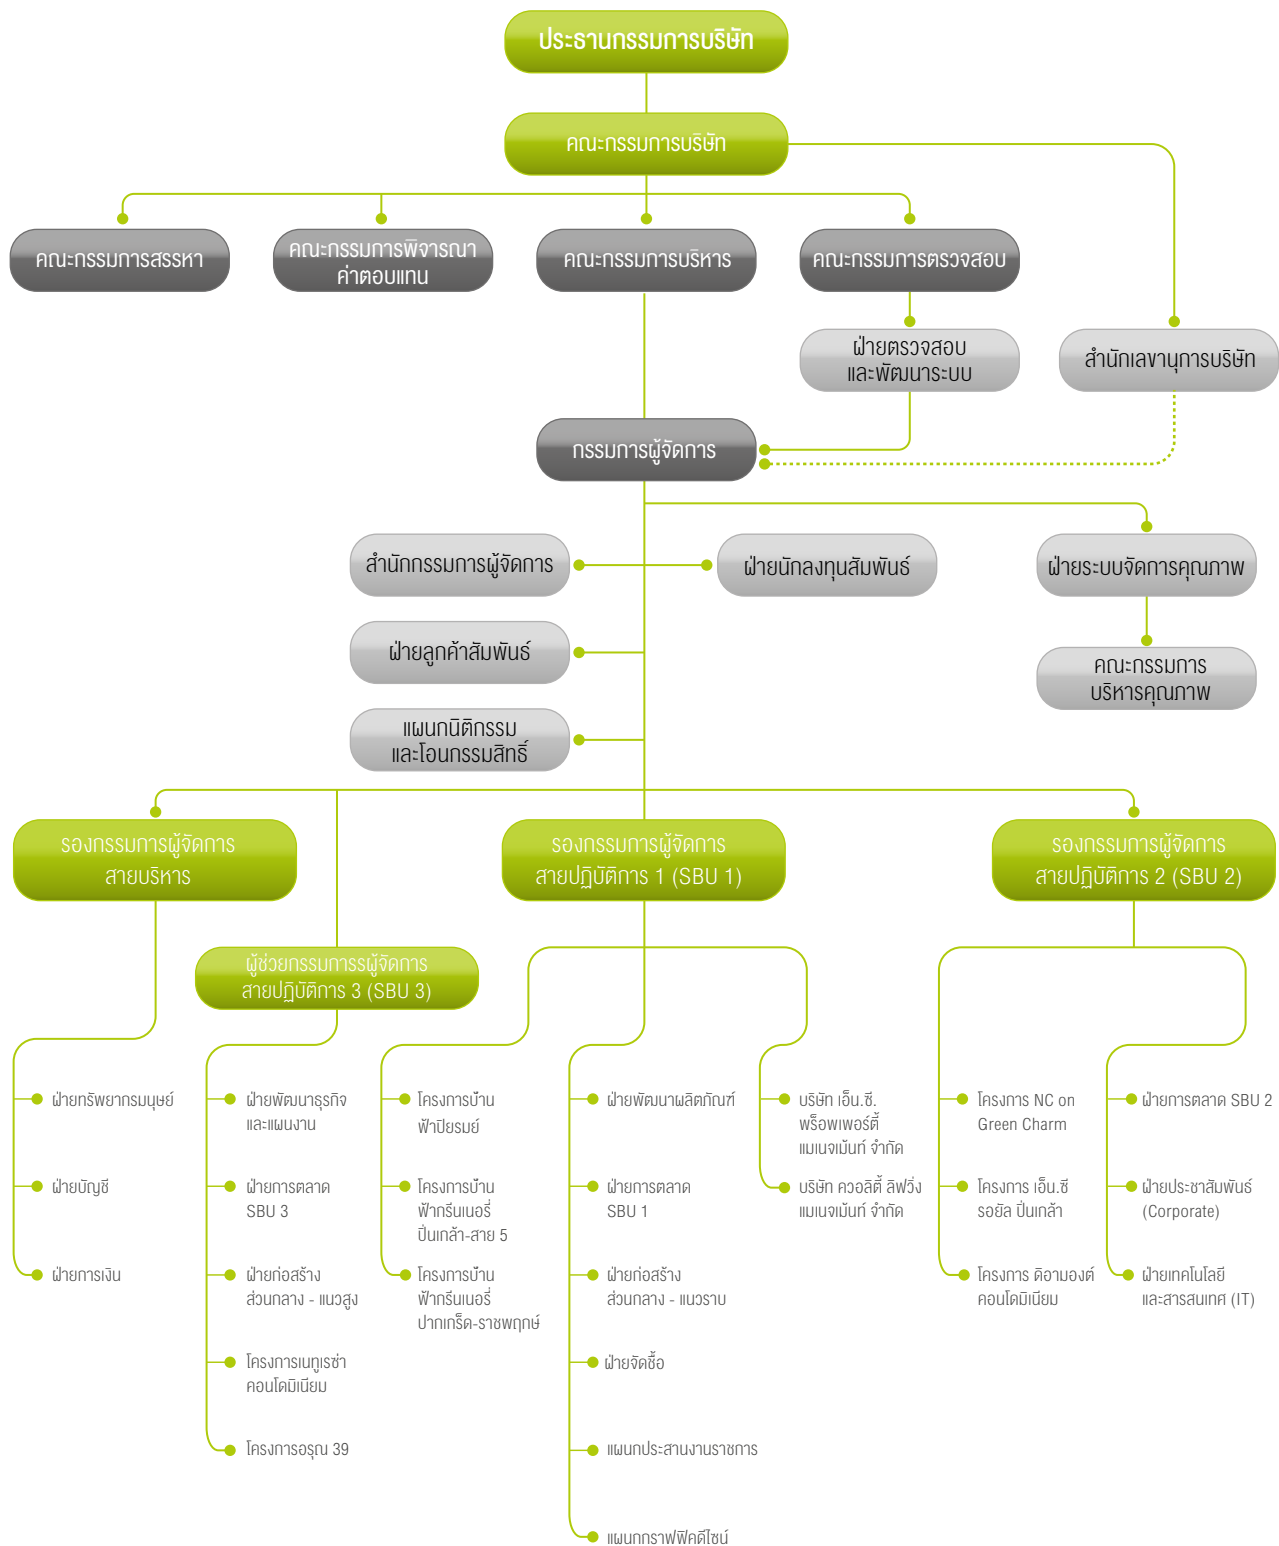 ประธานกรรมการบริษัท
คณะกรรมการบริษัท
คณะกรรมการสรรหา
คณะกรรมการพิจารณา
ค่าตอบแทน
คณะกรรมการบริหาร
คณะกรรมการตรวจสอบ
ฝ่ายตรวจสอบ
และพัฒนาระบบ
สำนักเลขานุการบริษัท
กรรมการผู้จัดการ
สำนักกรรมการผู้จัดการ
ฝ่ายนักลงทุนสัมพันธ์
ฝ่ายระบบจัดการคุณภาพ
ฝ่ายลูกค้าสัมพันธ์
คณะกรรมการ
บริหารคุณภาพ
แผนกนิติกรรม
และโอนกรรมสิทธิ์
รองกรรมการผู้จัดการ
สายบริหาร
รองกรรมการผู้จัดการ
สายปฏิบัติการ 1 (SBU 1)
รองกรรมการผู้จัดการ
สายปฏิบัติการ 2 (SBU 2)
ผู้ช่วยกรรมการรผู้จัดการ
สายปฏิบัติการ 3 (SBU 3)
ฝ่ายทรัพยากรมนุษย์
ฝ่ายบัญชี
ฝ่ายการเงิน
ฝ่ายพัฒนาธุรกิจ
และแผนงาน
ฝ่ายการตลาด
SBU 3
ฝ่ายก่อสร้าง
ส่วนกลาง - แนวสูง
โครงการเนทูเรซ่า
คอนโดมิเนียม
โครงการอรุณ 39
โครงการบ้าน
ฟ้าปิยรมย์
โครงการบ้าน
ฟ้ากรีนเนอรี่
ปิ่นเกล้า-สาย 5
โครงการบ้าน
ฟ้ากรีนเนอรี่
ปากเกร็ด-ราชพฤกษ์
ฝ่ายพัฒนาผลิตภัณฑ์
ฝ่ายการตลาด
SBU 1
ฝ่ายก่อสร้าง
ส่วนกลาง - แนวราบ
ฝ่ายจัดซื้อ
แผนกประสานงานราชการ
แผนกกราฟฟิคดีไซน์
บริษัท เอ็น.ซี.
พร็อพเพอร์ตี้
แมเนจเม้นท์ จำกัด
บริษัท ควอลิตี้ ลิฟวิ่ง
แมเนจเม้นท์ จำกัด
โครงการ NC on
Green Charm
โครงการ เอ็น.ซี
รอยัล ปิ่นเกล้า
โครงการ ดิอามองต์
คอนโดมิเนียม
ฝ่ายการตลาด SBU 2
ฝ่ายประชาสัมพันธ์
(Corporate)
ฝ่ายเทคโนโลยี
และสารสนเทศ (IT)